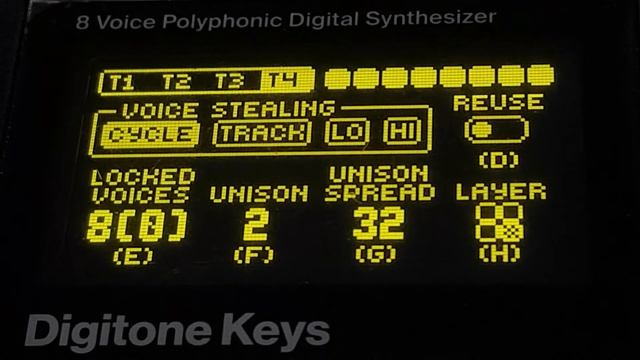 8 Voice Polyphonic Digital Synthesizer
T1 T2 T3 T4
VOICE STEALING
CYCLE TRACK LO HI
REUSE
(D)
LOCKED VOICES
8[0]
(E)
UNISON
2
(F)
UNISON SPREAD
32
(G)
LAYER
(H)
Digitone Keys